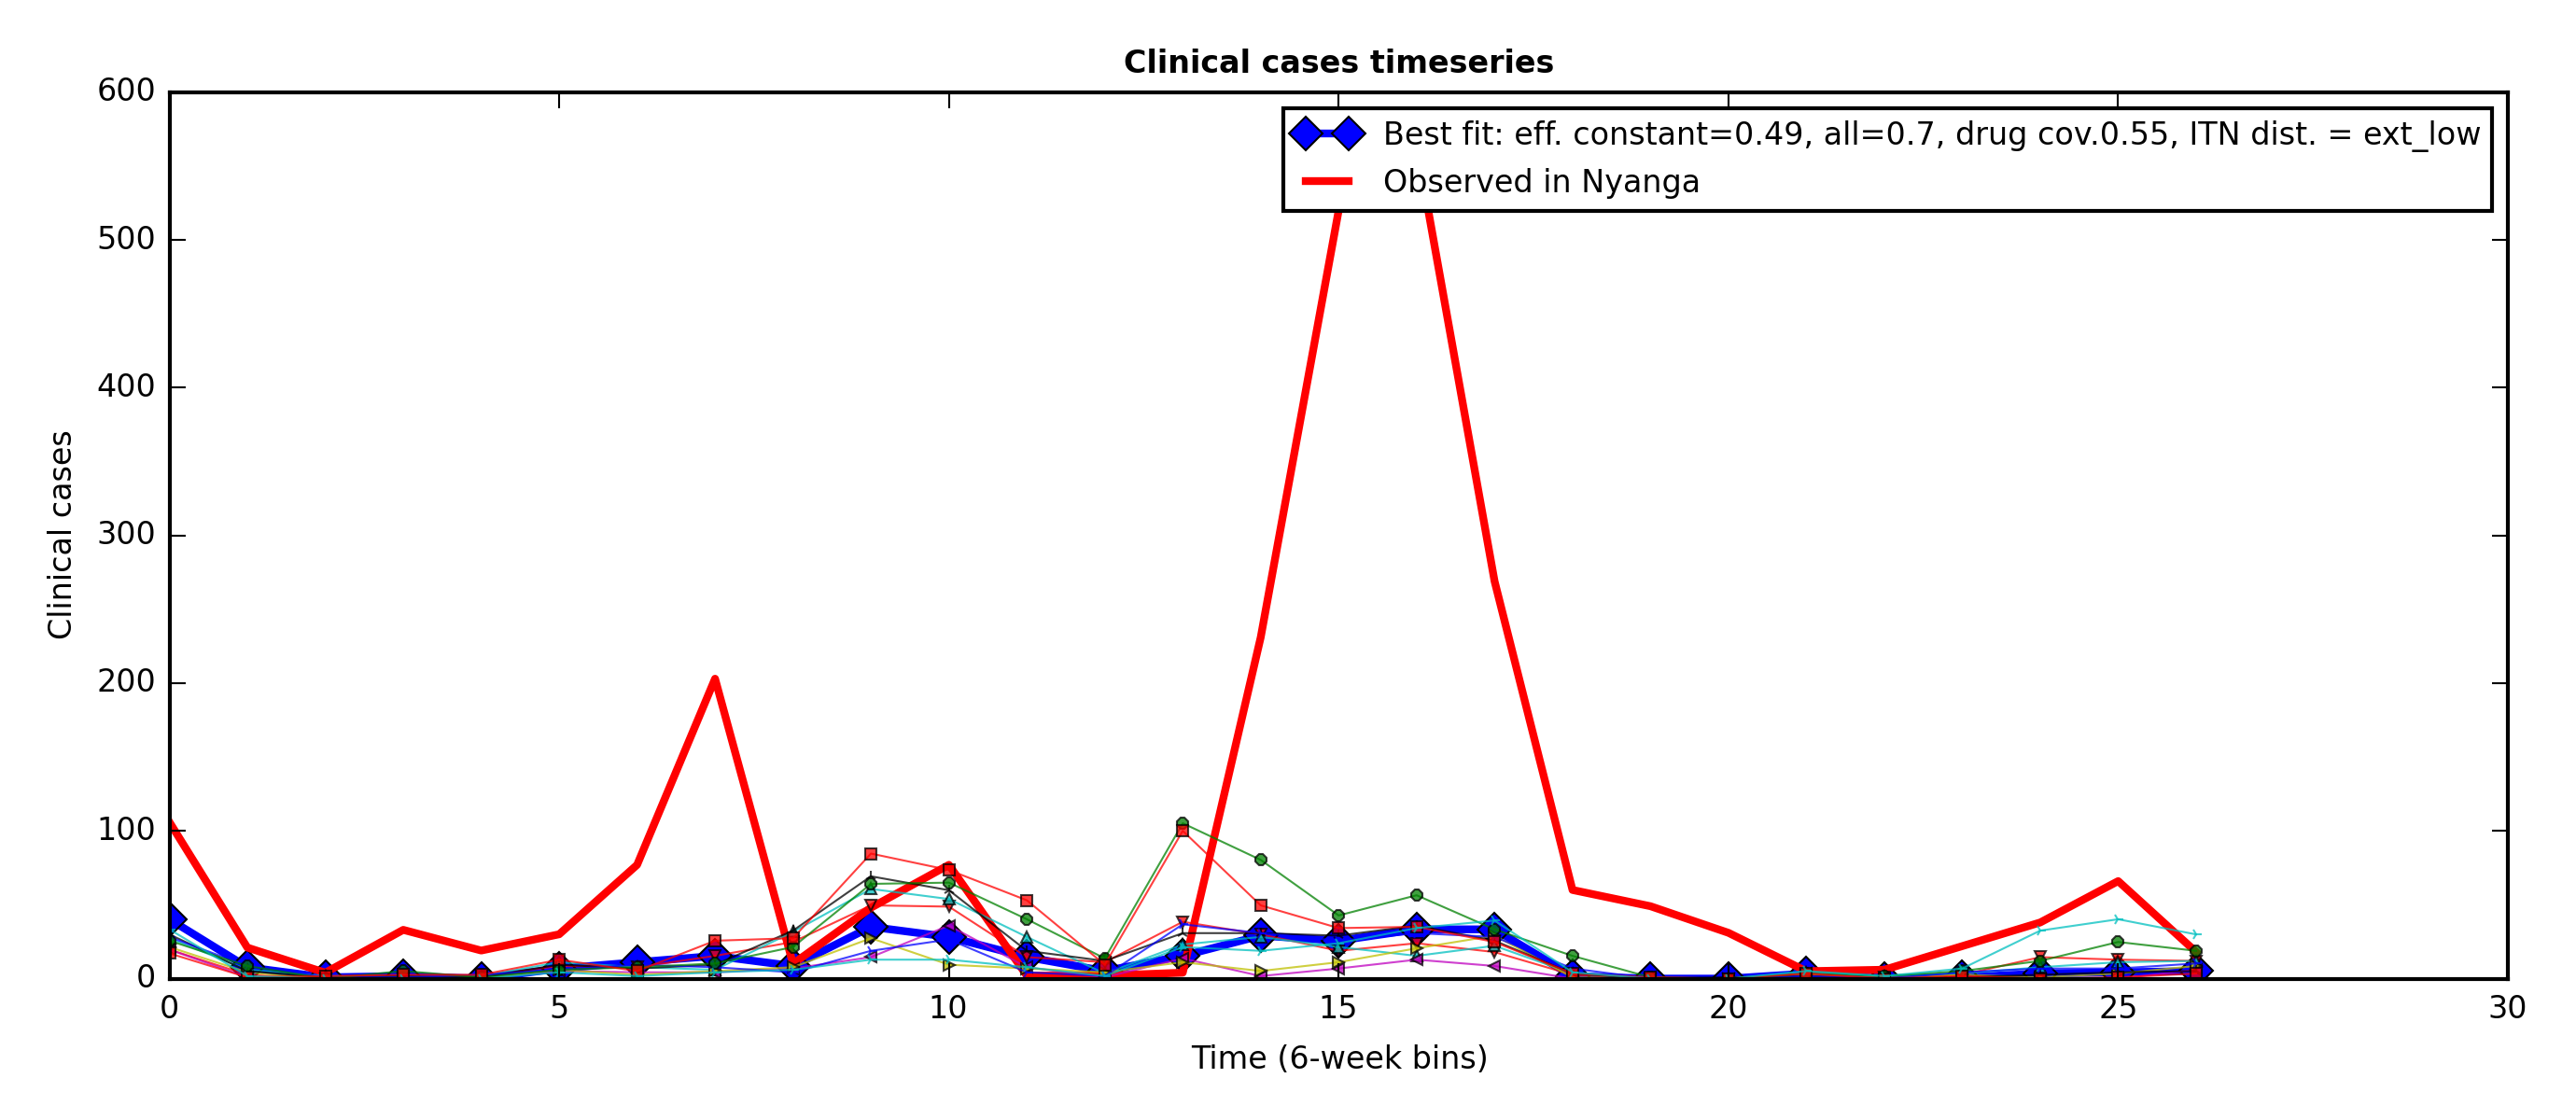 Clinical cases timeseries
600
500
400
300
200
100
0
Clinical cases
Best fit: eff. constant=0.49, all=0.7, drug cov.0.55, ITN dist. = ext_low
Observed in Nyanga
0 5 10 15 20 25 30
Time (6-week bins)